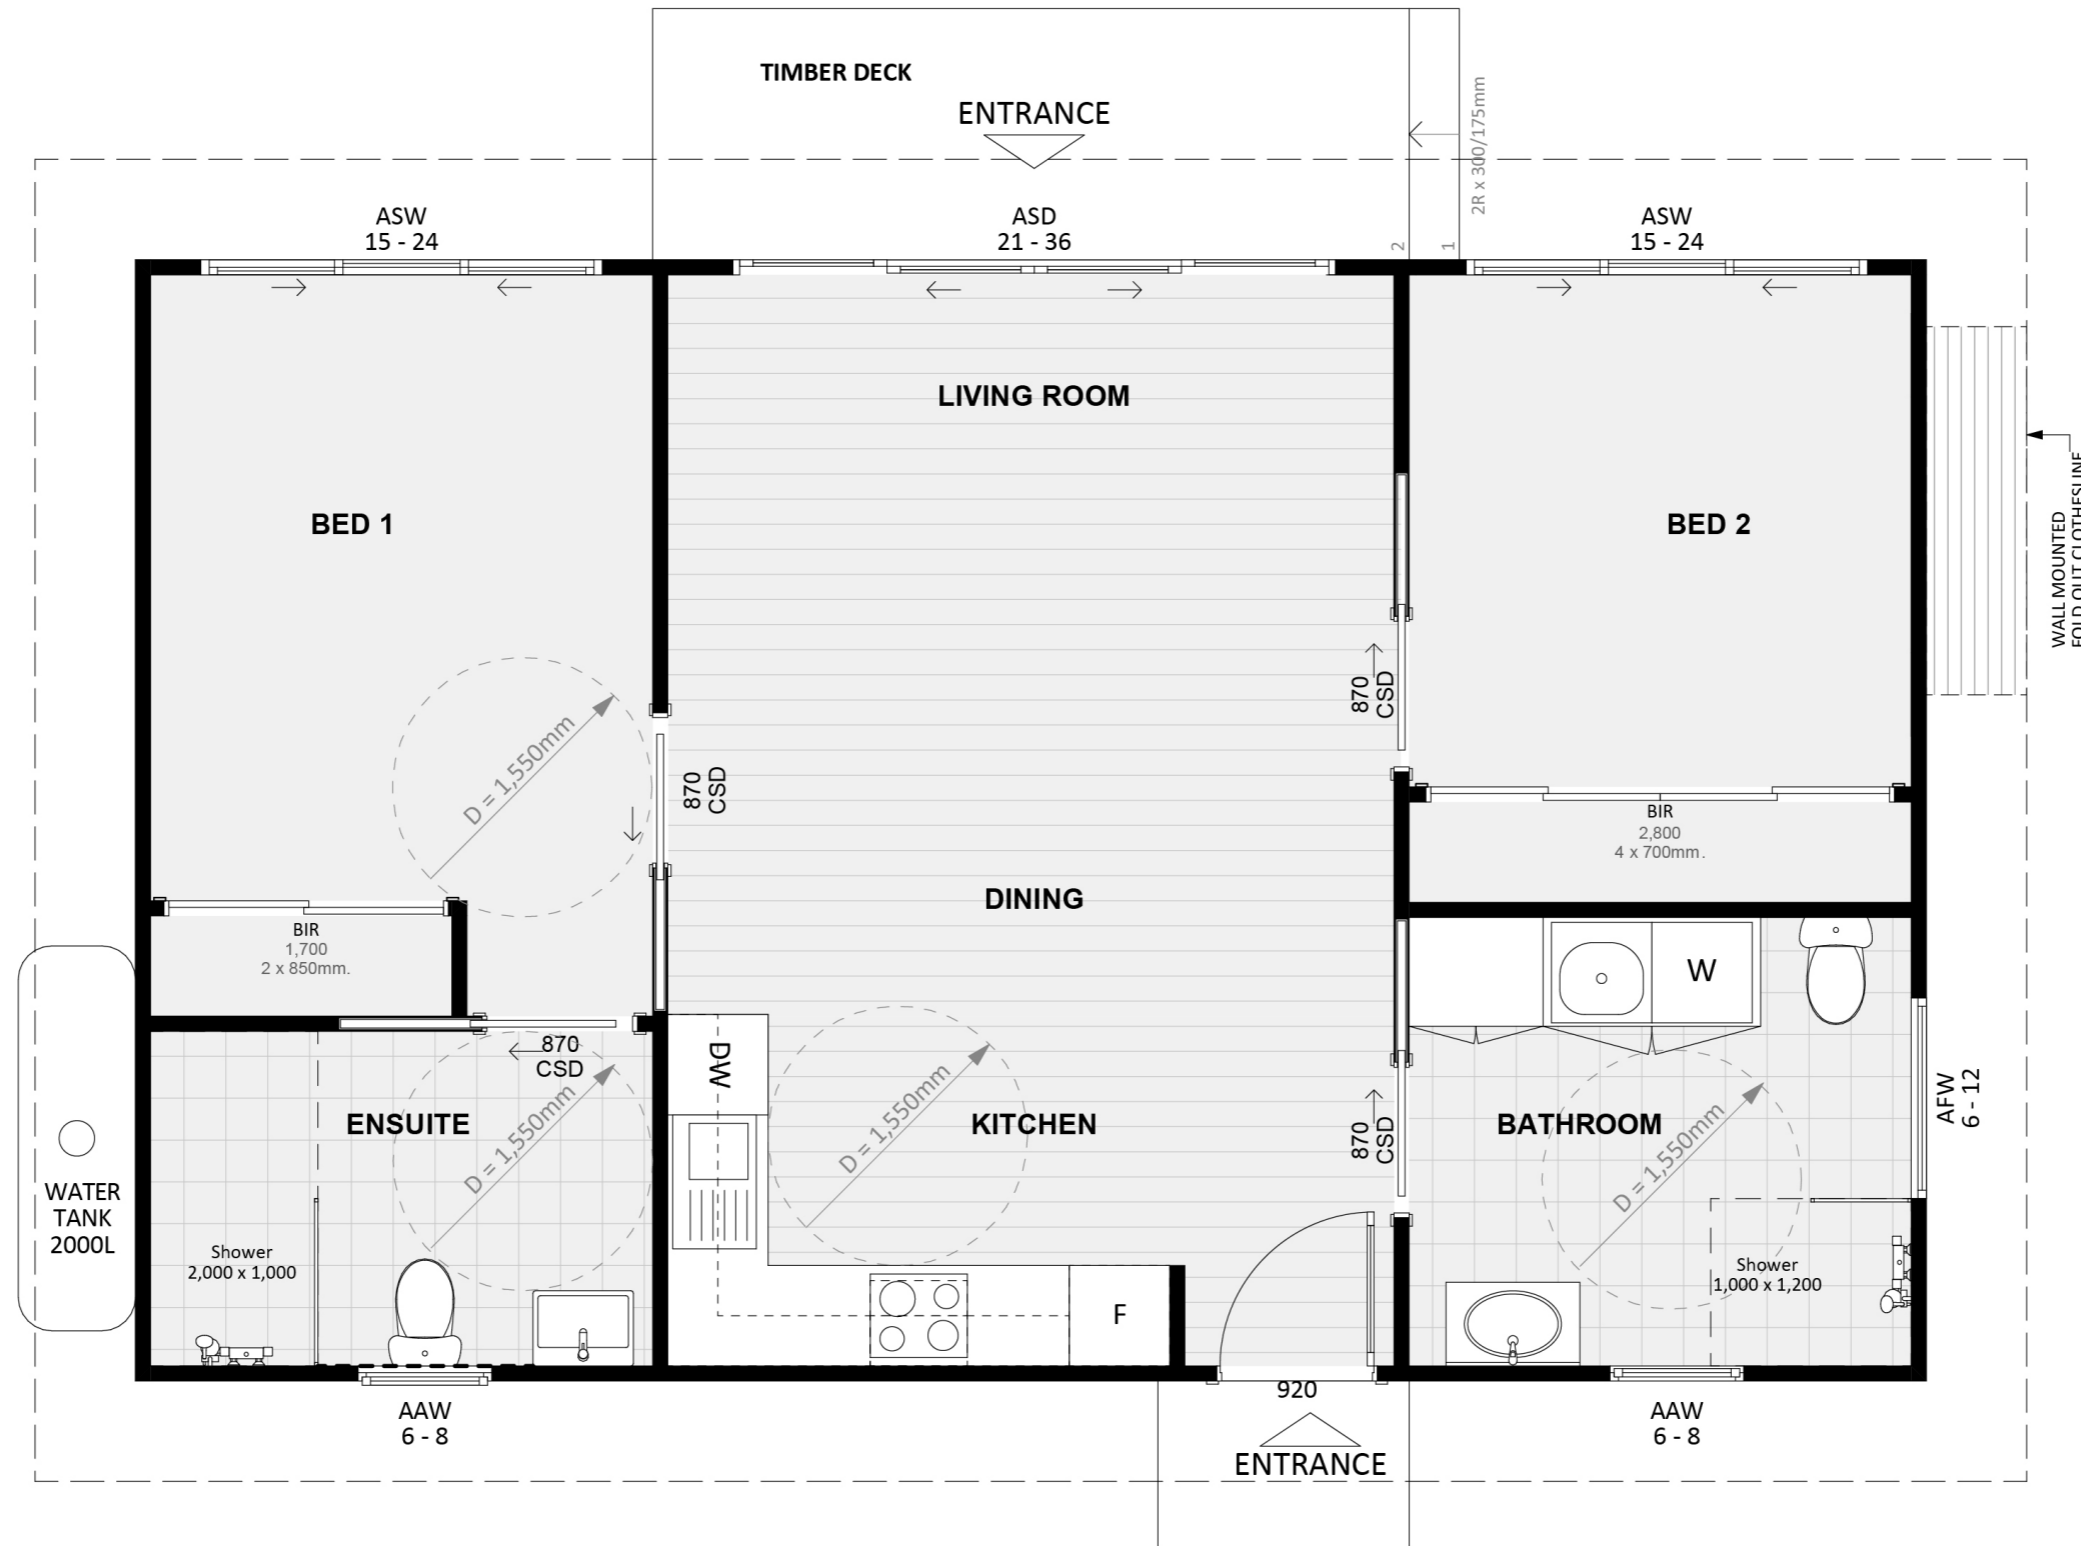 TIMBER DECK
ENTRANCE
2R x 300/175mm
2
1
ASW
15 - 24
ASD
21 - 36
ASW
15 - 24
LIVING ROOM
BED 1
BED 2
WALL MOUNTED
FOLD OUT CLOTHESLINE
D = 1,550mm
870
CSD
870
CSD
BIR
2,800
4 x 700mm.
DINING
BIR
1,700
2 x 850mm.
W
870
CSD
DW
D = 1,550mm
ENSUITE
D = 1,550mm
KITCHEN
870
CSD
BATHROOM
D = 1,550mm
AFW
6 - 12
WATER
TANK
2000L
Shower
2,000 x 1,000
Shower
1,000 x 1,200
F
920
ENTRANCE
AAW
6 - 8
AAW
6 - 8